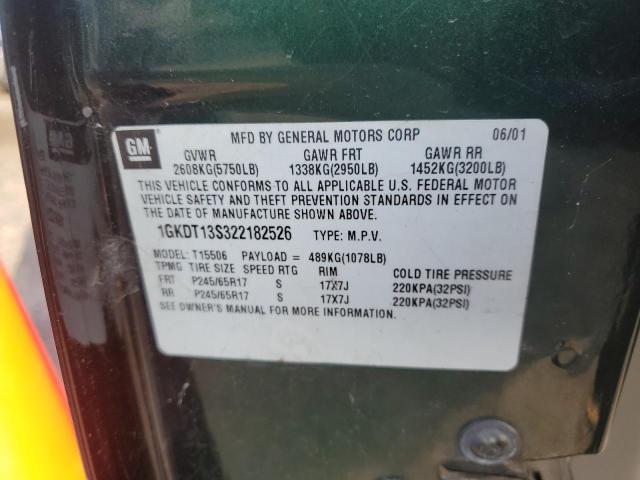 GM
MFD BY GENERAL MOTORS CORP 06/01
GVWR GAWR FRT GAWR RR
2608KG(5750LB) 1338KG(2950LB) 1452KG(3200LB)
THIS VEHICLE CONFORMS TO ALL APPLICABLE U.S. FEDERAL MOTOR
VEHICLE SAFETY AND THEFT PREVENTION STANDARDS IN EFFECT ON
THE DATE OF MANUFACTURE SHOWN ABOVE.
1GKDT13S322182526 TYPE: M.P.V.
MODEL: T15506 PAYLOAD = 489KG(1078LB)
TPMG TIRE SIZE SPEED RTG RIM COLD TIRE PRESSURE
FRT P245/65R17 S 17X7J 220KPA(32PSI)
RR P245/65R17 S 17X7J 220KPA(32PSI)
SEE OWNER'S MANUAL FOR MORE INFORMATION.